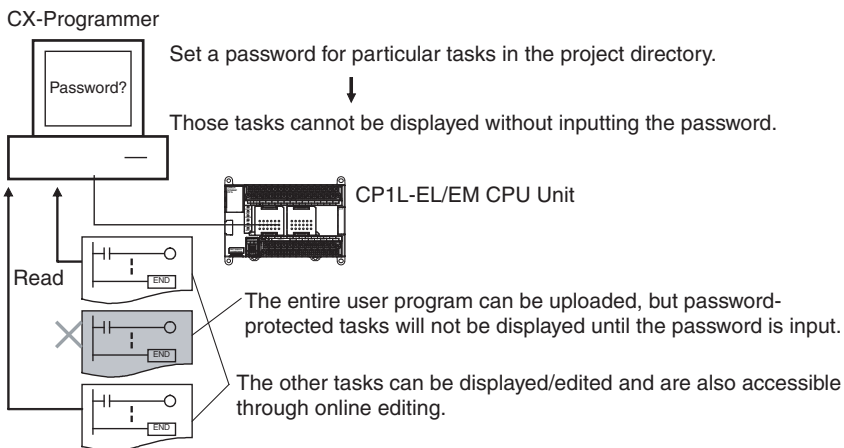 CX-Programmer
Set a password for particular tasks in the project directory.
Password?
Those tasks cannot be displayed without inputting the password.
CP1L-EL/EM CPU Unit
Read
END
The entire user program can be uploaded, but password-
protected tasks will not be displayed until the password is input.
END
The other tasks can be displayed/edited and are also accessible
through online editing.
END